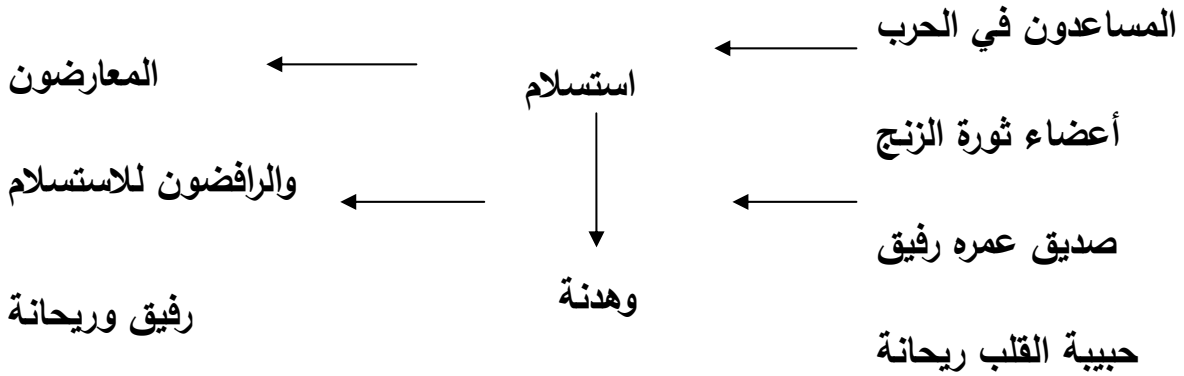 المساعدون في الحرب
أعضاء ثورة الزنج
صديق عمره رفيق
حبيبة القلب ريحانة
استسلام
وهدنة
المعارضون
والرافضون للاستسلام
رفيق وريحانة